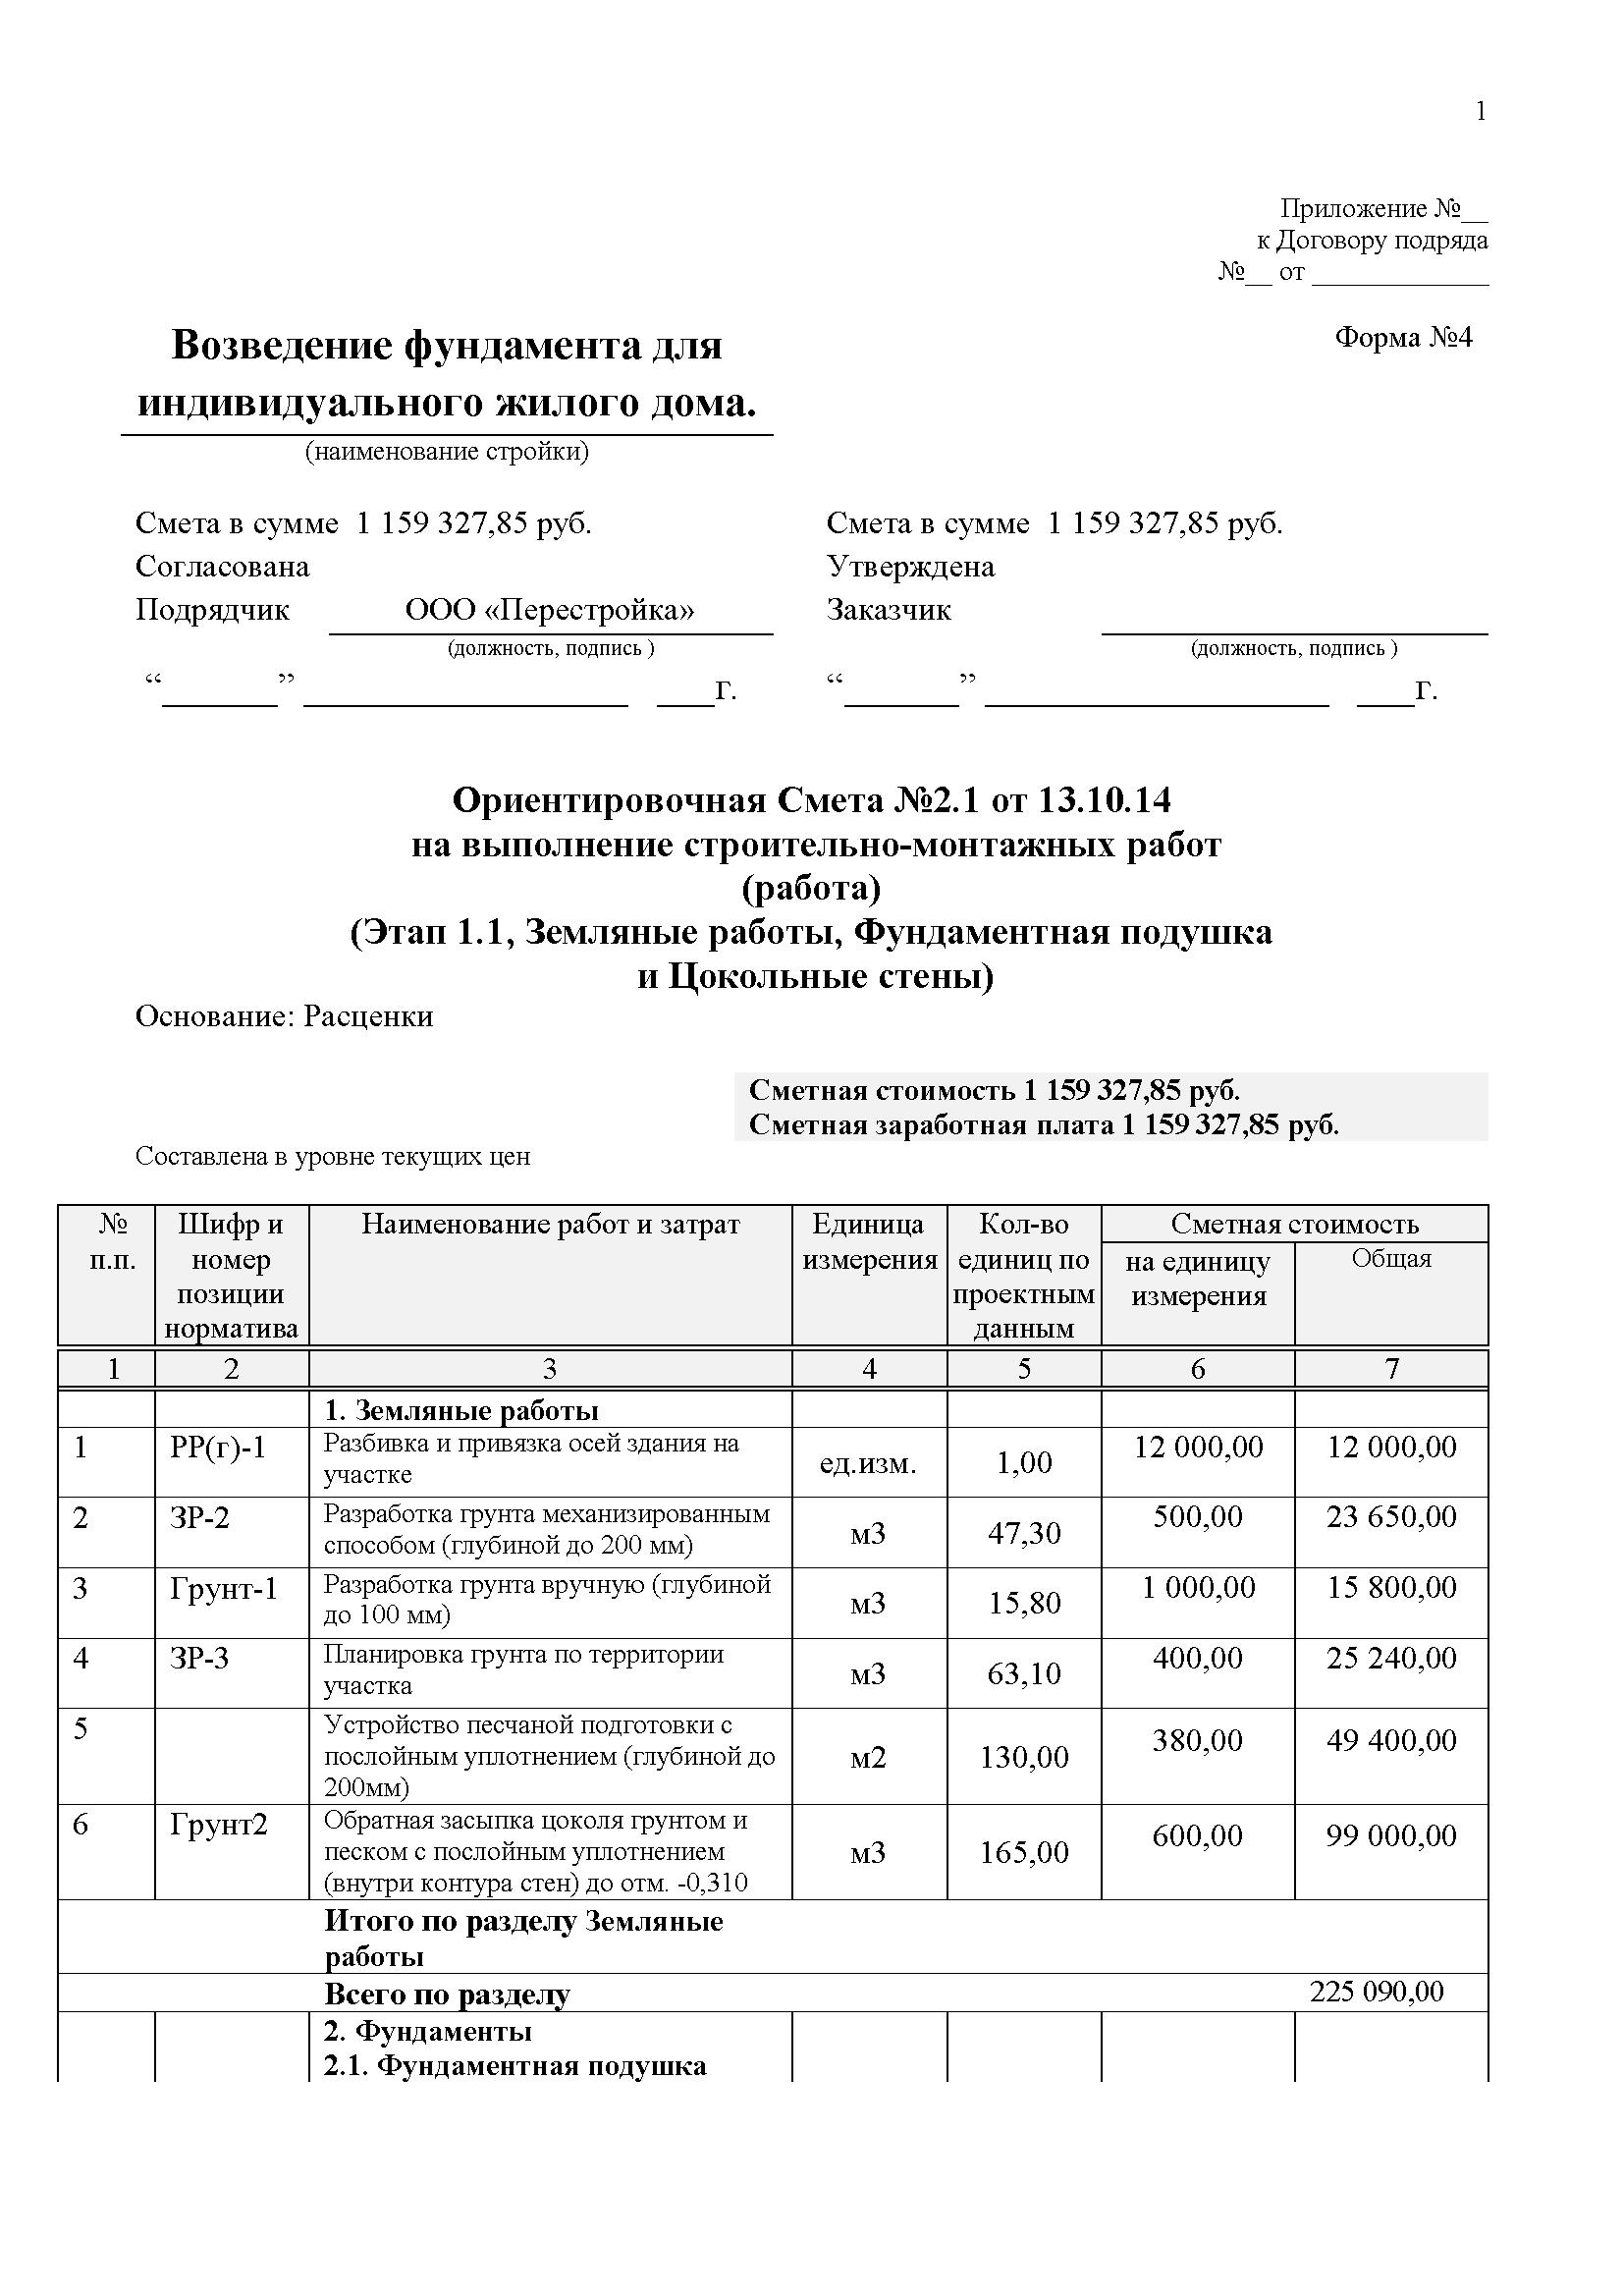 1
Приложение №__
к Договору подряда
№__ от _____________
Возведение фундамента для
индивидуального жилого дома.
Форма №4
(наименование стройки)
Смета в сумме 1 159 327,85 руб.
Смета в сумме 1 159 327,85 руб.
Согласована
Утверждена
Подрядчик ООО «Перестройка»
Заказчик
(должность, подпись )
(должность, подпись )
“______” _________________ ___г.
“______” __________________ ___г.
Ориентировочная Смета №2.1 от 13.10.14
на выполнение строительно-монтажных работ
(работа)
(Этап 1.1, Земляные работы, Фундаментная подушка
и Цокольные стены)
Основание: Расценки
Сметная стоимость 1 159 327,85 руб.
Сметная заработная плата 1 159 327,85 руб.
Составлена в уровне текущих цен
№
п.п.
Шифр и
номер
позиции
норматива
Наименование работ и затрат
Единица
измерения
Кол-во
единиц по
проектным
данным
Сметная стоимость
на единицу
измерения
Общая
1 2 3 4 5 6 7
1. Земляные работы
1 РР(г)-1 Разбивка и привязка осей здания на
участке
ед.изм. 1,00 12 000,00 12 000,00
2 ЗР-2 Разработка грунта механизированным
способом (глубиной до 200 мм)
м3 47,30 500,00 23 650,00
3 Грунт-1 Разработка грунта вручную (глубиной
до 100 мм)
м3 15,80 1 000,00 15 800,00
4 ЗР-3 Планировка грунта по территории
участка
м3 63,10 400,00 25 240,00
5 Устройство песчаной подготовки с
послойным уплотнением (глубиной до
200мм)
м2 130,00 380,00 49 400,00
6 Грунт2 Обратная засыпка цоколя грунтом и
песком с послойным уплотнением
(внутри контура стен) до отм. -0,310
м3 165,00 600,00 99 000,00
Итого по разделу Земляные
работы
Всего по разделу 225 090,00
2. Фундаменты
2.1. Фундаментная подушка